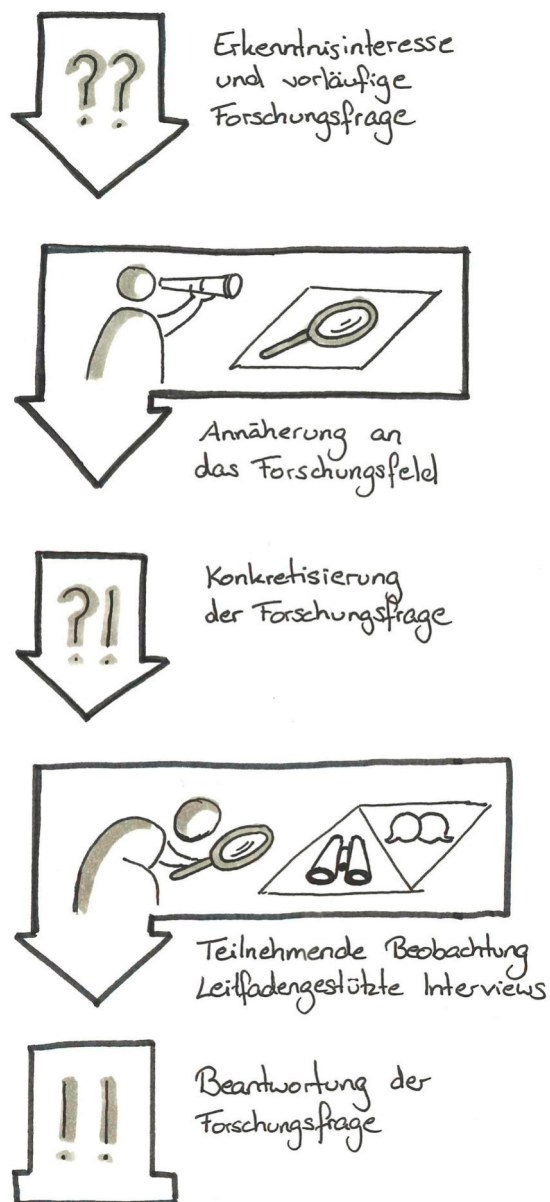 ??
Erkenntnisinteresse
und vorläufige
Forschungsfrage
Annäherung an
das Forschungsfeld
?!
Konkretisierung
der Forschungsfrage
Teilnehmende Beobachtung
Leitfadengestützte Interviews
!!
Beantwortung der
Forschungsfrage